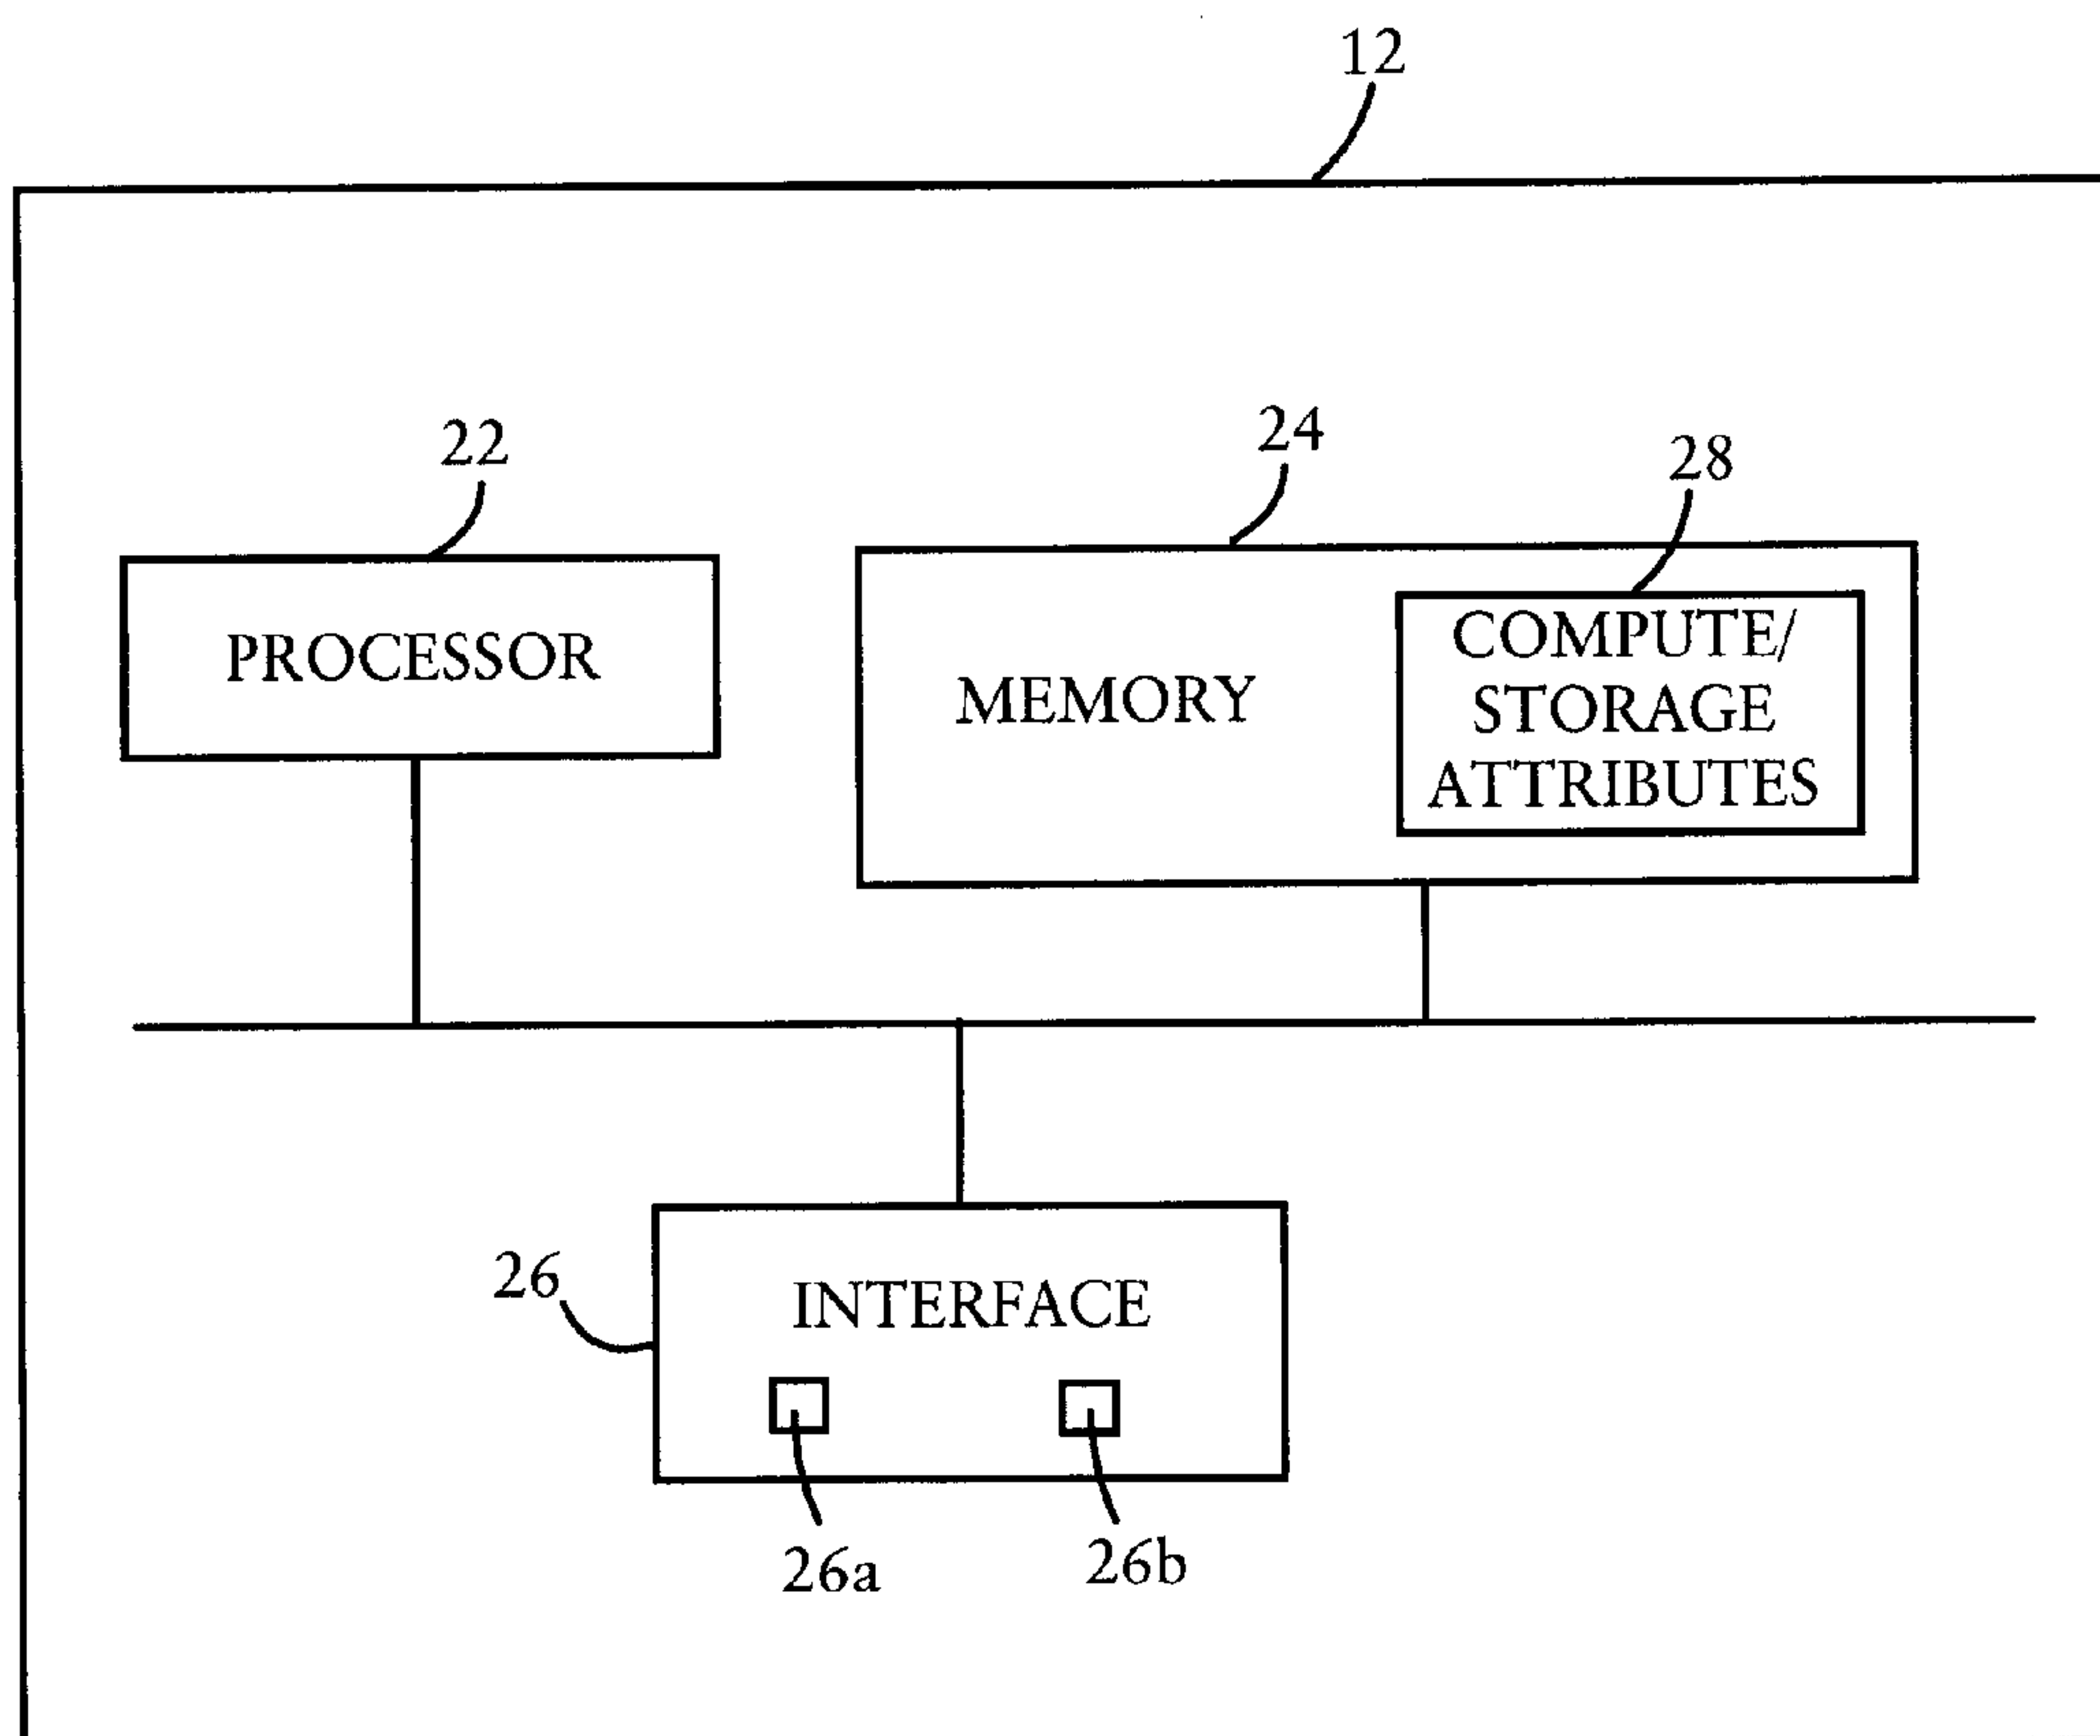 12
22
24
28
PROCESSOR
MEMORY
COMPUTE/
STORAGE
ATTRIBUTES
26
INTERFACE
26a
26b